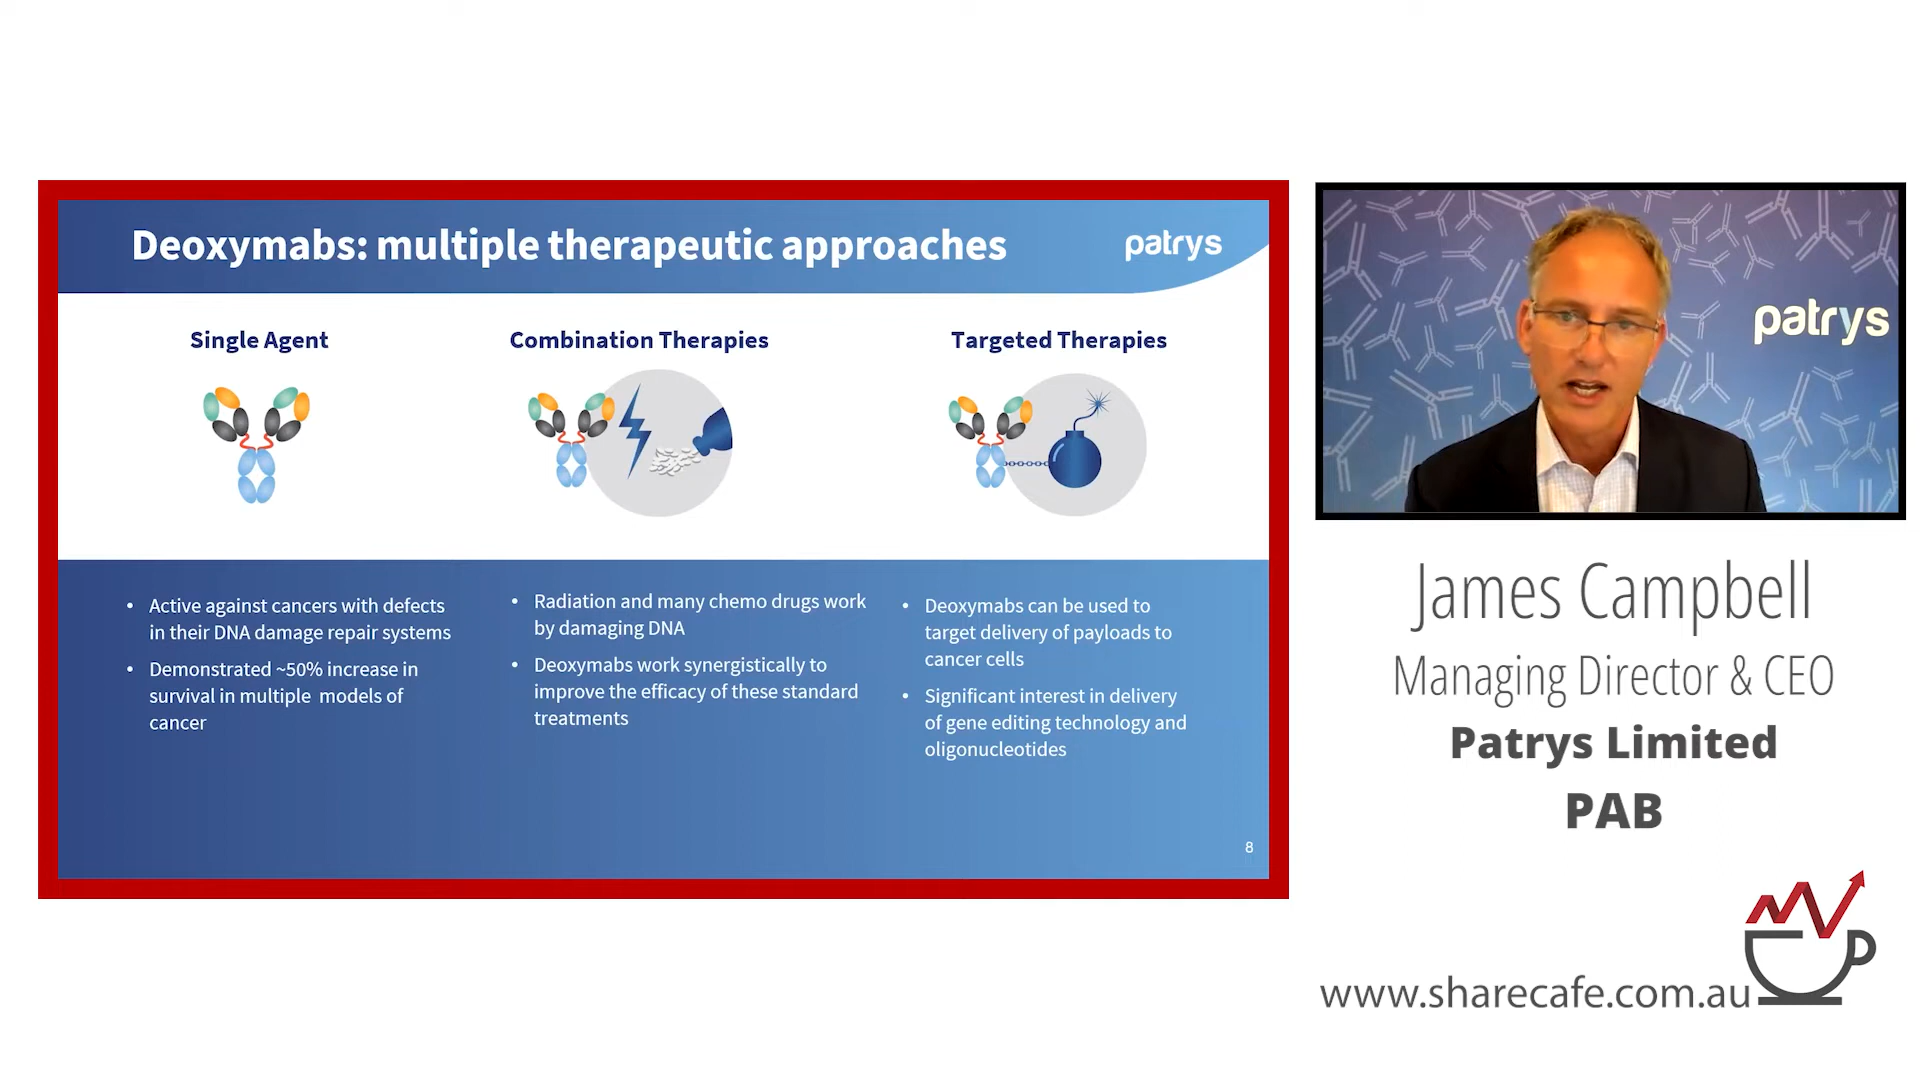 Deoxymabs: multiple therapeutic approaches
patrys
Single Agent
Combination Therapies
Targeted Therapies
• Active against cancers with defects
in their DNA damage repair systems
• Demonstrated ~50% increase in
survival in multiple models of
cancer
• Radiation and many chemo drugs work
by damaging DNA
• Deoxymabs work synergistically to
improve the efficacy of these standard
treatments
• Deoxymabs can be used to
target delivery of payloads to
cancer cells
• Significant interest in delivery
of gene editing technology and
oligonucleotides
8
patrys
James Campbell
Managing Director & CEO
Patrys Limited
PAB
www.sharecafe.com.au